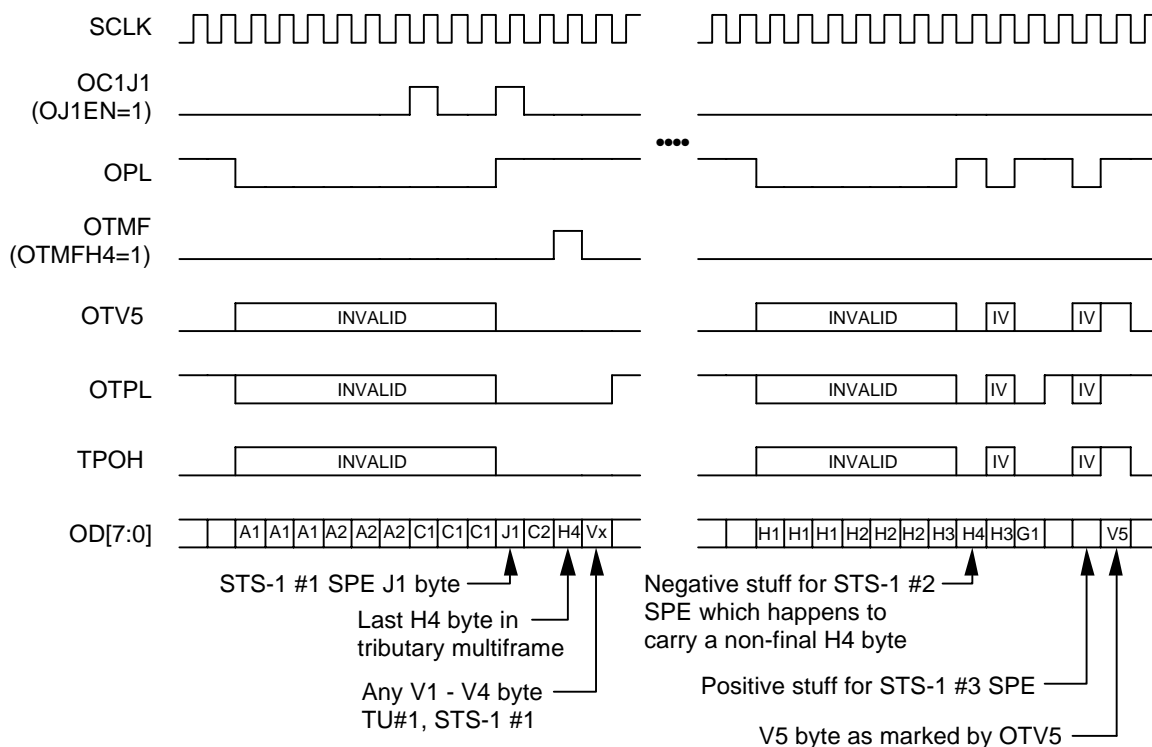 SCLK
OC1J1
(OJ1EN=1)
OPL
OTMF
(OTMFH4=1)
OTV5
INVALID
INVALID
IV
IV
OTPL
INVALID
INVALID
IV
IV
TPOH
INVALID
INVALID
IV
IV
OD[7:0]
A1 A1 A1 A2 A2 A2 C1 C1 C1 J1 C2 H4 Vx
H1 H1 H1 H2 H2 H2 H3 H4 H3 G1 V5
STS-1 #1 SPE J1 byte
Last H4 byte in
tributary multiframe
Any V1 - V4 byte
TU#1, STS-1 #1
Negative stuff for STS-1 #2
SPE which happens to
carry a non-final H4 byte
Positive stuff for STS-1 #3 SPE
V5 byte as marked by OTV5